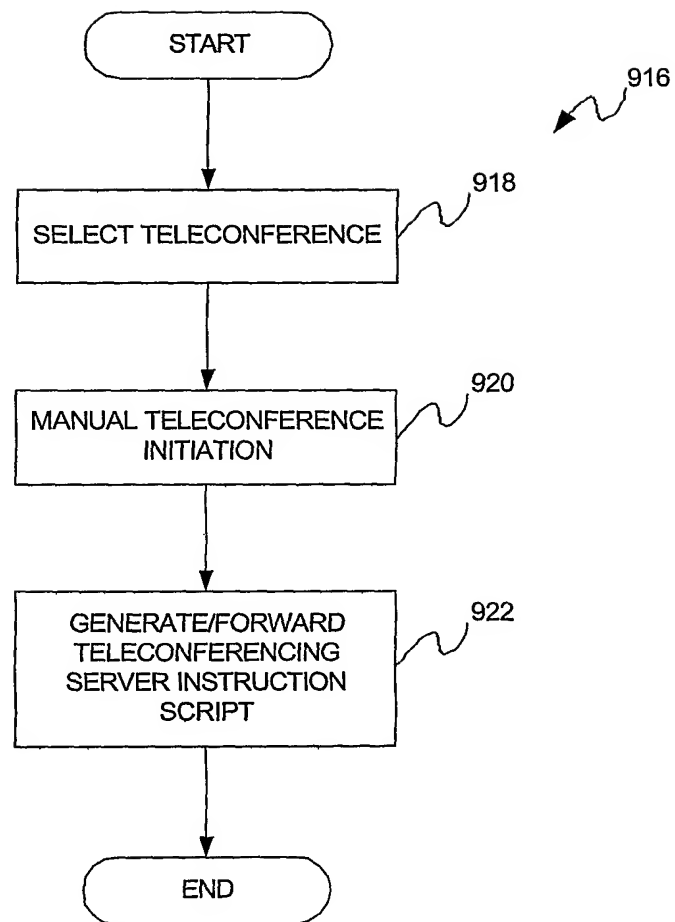 START
916
918
SELECT TELECONFERENCE
920
MANUAL TELECONFERENCE
INITIATION
922
GENERATE/FORWARD
TELECONFERENCING
SERVER INSTRUCTION
SCRIPT
END